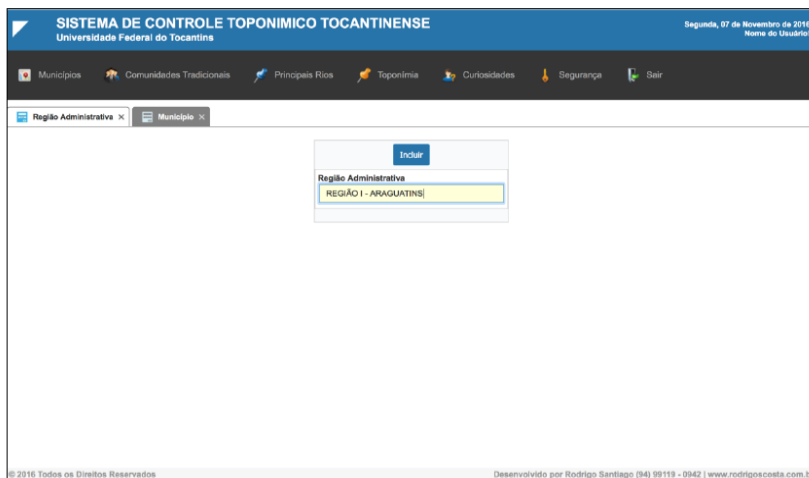 SISTEMA DE CONTROLE TOPONIMICO TOCANTINENSE
Universidade Federal do Tocantins
Segunda, 07 de Novembro de 2016
Nome do Usuário!
Municípios Comunidades Tradicionais Principais Rios Toponímia Curiosidades Segurança Sair
Região Administrativa × Município ×
Incluir
Região Administrativa
REGIÃO I - ARAGUATINS
© 2016 Todos os Direitos Reservados
Desenvolvido por Rodrigo Santiago (94) 99119 - 0942 | www.rodrigoscosta.com.b